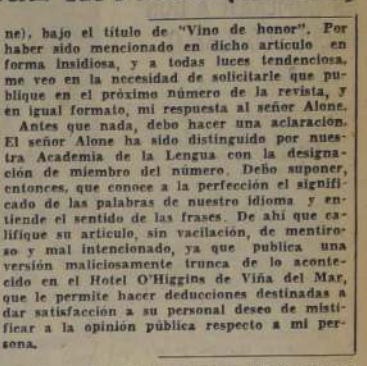 ne), bajo el título de "Vino de honor". Por
haber sido mencionado en dicho artículo en
forma insidiosa, y a todas luces tendenciosa,
me veo en la necesidad de solicitarle que pu-
blique en el próximo número de la revista, y
en igual formato, mi respuesta al señor Alone.
Antes que nada, debo hacer una aclaración.
El señor Alone ha sido distinguido por nues-
tra Academia de la Lengua con la designa-
ción de miembro del número. Debo suponer,
entonces, que conoce a la perfección el signifi-
cado de las palabras de nuestro idioma y en-
tiende el sentido de las frases. De ahí que ca-
lifique su artículo, sin vacilación, de mentiro-
so y mal intencionado, ya que publica una
versión maliciosamente trunca de lo aconte-
cido en el Hotel O'Higgins de Viña del Mar,
que le permite hacer deducciones destinadas a
dar satisfacción a su personal deseo de misti-
ficar a la opinión pública respecto a mi per-
sona.